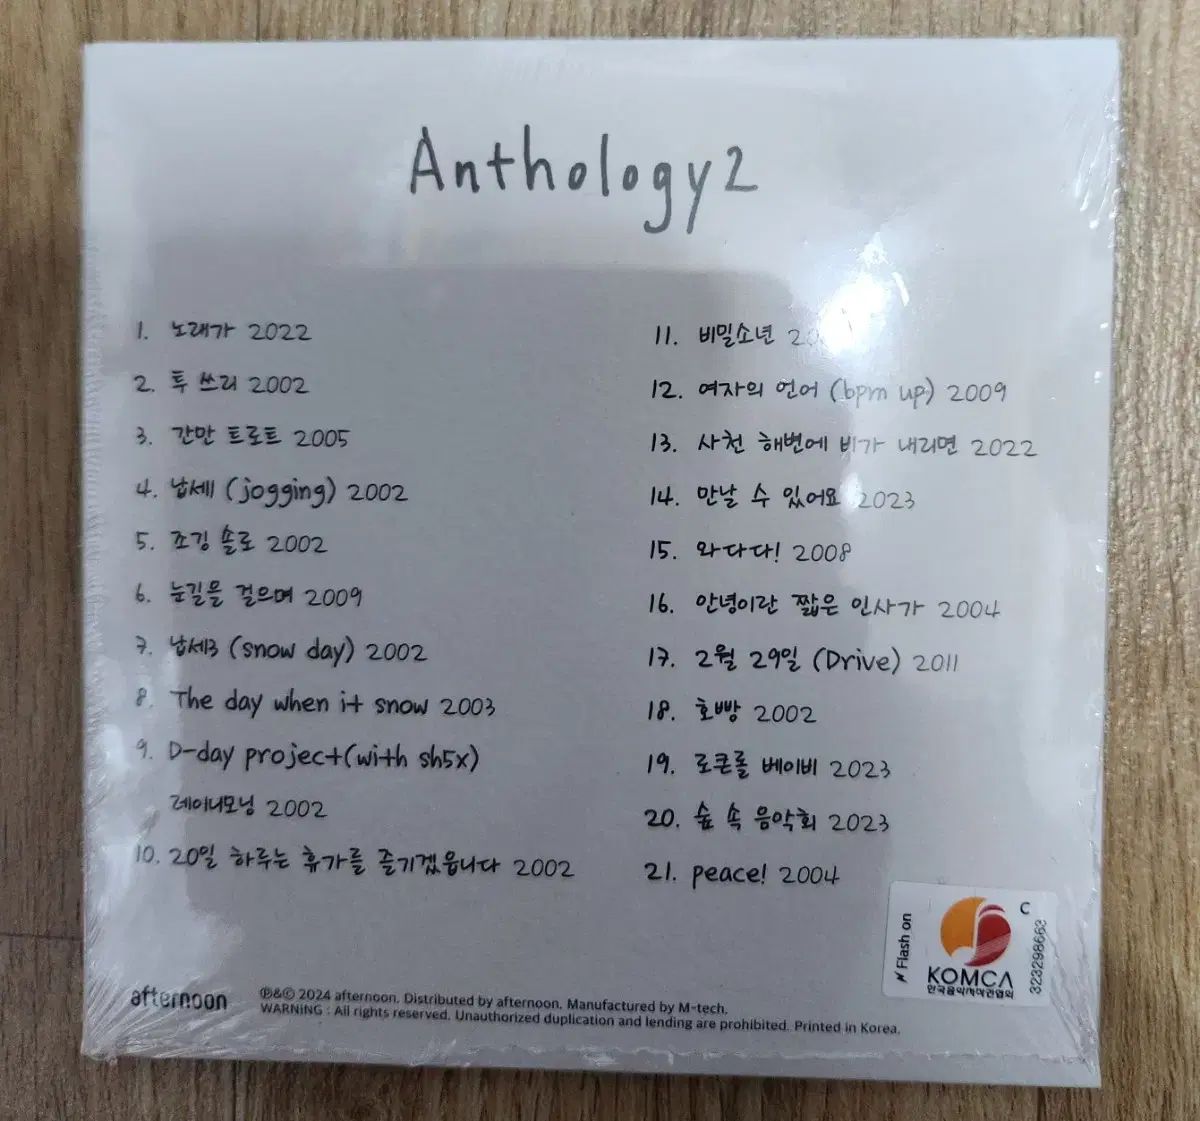 Anthology 2
1. 노래가 2022
2. 투 쓰리 2002
3. 간만 트로트 2005
4. 납세 (jogging) 2002
5. 조깅 솔로 2002
6. 눈길을 걸으며 2009
7. 납세3 (snow day) 2002
8. The day when it snow 2003
9. D-day project(with sh5x)
레이니모닝 2002
10. 20일 하루는 휴가를 즐기겠읍니다 2002
11. 비밀소년
12. 여자의 언어 (bpm up) 2009
13. 사천 해변에 비가 내리면 2022
14. 만날 수 있어요 2023
15. 와다다! 2008
16. 안녕이란 짧은 인사가 2004
17. 2월 29일 (Drive) 2011
18. 호빵 2002
19. 로큰롤 베이비 2023
20. 숲 속 음악회 2023
21. peace! 2004
Flash on
KOMCA
한국음악저작권협회
C
323298663
afternoon
℗&© 2024 afternoon. Distributed by afternoon. Manufactured by M-tech.
WARNiNG : All rights reserved. Unauthorized duplication and lending are prohibited. Printed in Korea.